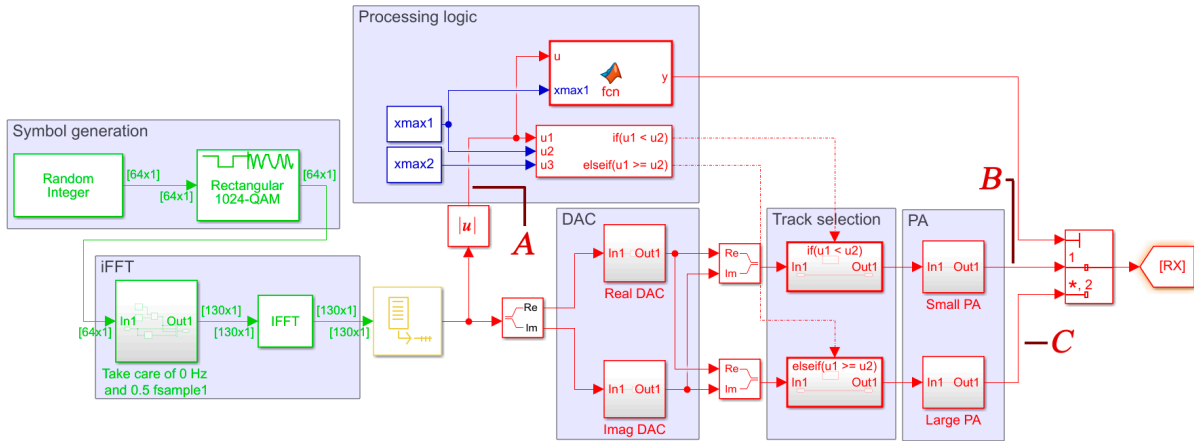 Processing logic
u
y
xmax1
fcn
xmax1
u1
if(u1 < u2)
u2
xmax2
u3
elseif(u1 >= u2)
Symbol generation
Random
Integer
[64x1]
[64x1]
Rectangular
1024-QAM
[64x1]
|u|
A
B
DAC
Track selection
PA
In1 Out1
Real DAC
Re
Im
if(u1 < u2)
In1 Out1
In1 Out1
Small PA
1
*, 2
[RX]
iFFT
In1 Out1
[64x1]
[130x1]
[130x1]
IFFT
[130x1]
[130x1]
Take care of 0 Hz
and 0.5 fsample1
Re
Im
C
In1 Out1
Imag DAC
Re
Im
elseif(u1 >= u2)
In1 Out1
In1 Out1
Large PA